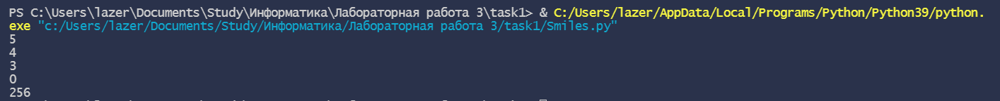 PS C:\Users\lazer\Documents\Study\Информатика\Лабораторная работа 3\task1> & C:/Users/lazer/AppData/Local/Programs/Python/Python39/python.
exe "c:/Users/lazer/Documents/Study/Информатика/Лабораторная работа 3/task1/Smiles.py"
5
4
3
0
256